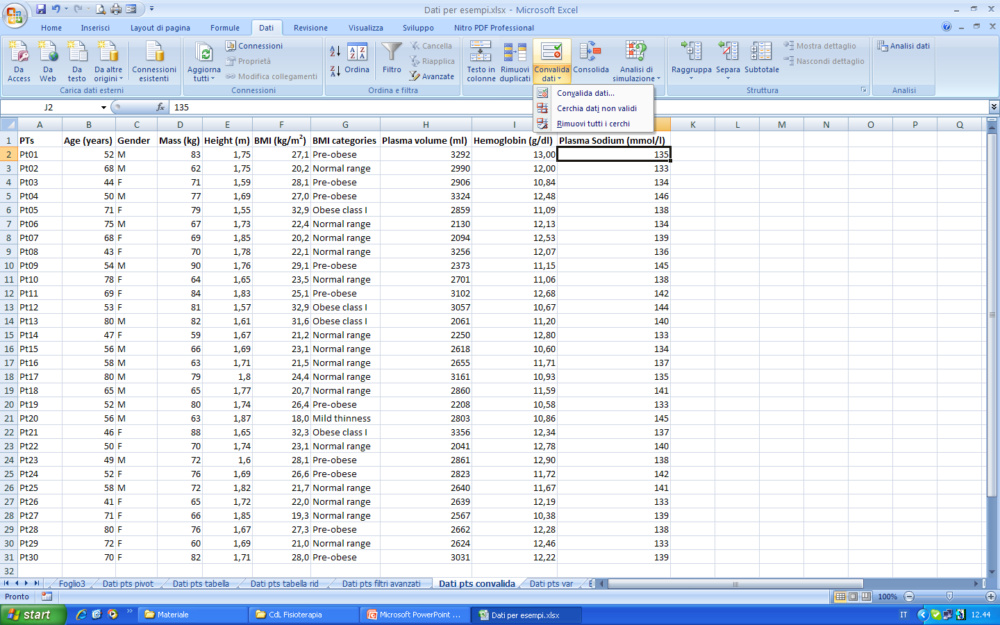 Dati per esempi.xlsx - Microsoft Excel
Home Inserisci Layout di pagina Formule Dati Revisione Visualizza Sviluppo Nitro PDF Professional
Da Access Da Web Da testo Da altre origini Connessioni esistenti
Carica dati esterni
Aggiorna tutti Connessioni Proprietà Modifica collegamenti
Connessioni
Ordina Filtro Cancella Riapplica Avanzate
Ordina e filtra
Testo in colonne Rimuovi duplicati Convalida dati Consolida Analisi di simulazione
Raggruppa Separa Subtotale Mostra dettaglio Nascondi dettaglio
Struttura
Analisi dati
Analisi
Convalida dati...
Cerchia dati non validi
Rimuovi tutti i cerchi
J2 fx 135
A B C D E F G H I K L M N O P Q
1 PTs Age (years) Gender Mass (kg) Height (m) BMI (kg/m²) BMI categories Plasma volume (ml) Hemoglobin (g/dl) Plasma Sodium (mmol/l)
2 Pt01 52 M 83 1,75 27,1 Pre-obese 3292 13,00 135
3 Pt02 68 M 62 1,75 20,2 Normal range 2990 12,00 133
4 Pt03 44 F 71 1,59 28,1 Pre-obese 2906 10,84 134
5 Pt04 50 M 77 1,69 27,0 Pre-obese 3324 12,48 146
6 Pt05 71 F 79 1,55 32,9 Obese class I 2859 11,09 138
7 Pt06 75 M 67 1,73 22,4 Normal range 2130 12,13 134
8 Pt07 68 F 69 1,85 20,2 Normal range 2094 12,53 139
9 Pt08 43 F 70 1,78 22,1 Normal range 3256 12,07 136
10 Pt09 54 M 90 1,76 29,1 Pre-obese 2373 11,15 145
11 Pt10 78 F 64 1,65 23,5 Normal range 2701 11,06 138
12 Pt11 69 F 84 1,83 25,1 Pre-obese 3102 12,68 142
13 Pt12 53 F 81 1,57 32,9 Obese class I 3057 10,67 144
14 Pt13 80 M 82 1,61 31,6 Obese class I 2061 11,20 140
15 Pt14 47 F 59 1,67 21,2 Normal range 2250 12,80 133
16 Pt15 56 M 66 1,69 23,1 Normal range 2618 10,60 134
17 Pt16 58 M 63 1,71 21,5 Normal range 2655 11,71 137
18 Pt17 80 M 79 1,8 24,4 Normal range 3161 10,93 135
19 Pt18 65 M 65 1,77 20,7 Normal range 2860 11,59 141
20 Pt19 52 M 80 1,74 26,4 Pre-obese 2208 10,58 133
21 Pt20 56 M 63 1,87 18,0 Mild thinness 2803 10,86 145
22 Pt21 46 F 88 1,65 32,3 Obese class I 3356 12,34 137
23 Pt22 50 F 70 1,74 23,1 Normal range 2041 12,78 140
24 Pt23 49 M 72 1,6 28,1 Pre-obese 2861 12,90 138
25 Pt24 52 F 76 1,69 26,6 Pre-obese 2823 11,72 142
26 Pt25 58 M 72 1,82 21,7 Normal range 2640 11,67 141
27 Pt26 41 F 65 1,72 22,0 Normal range 2639 12,19 133
28 Pt27 71 F 66 1,85 19,3 Normal range 2567 10,38 139
29 Pt28 80 F 76 1,67 27,3 Pre-obese 2662 12,28 138
30 Pt29 72 F 60 1,69 21,0 Normal range 2624 12,46 133
31 Pt30 70 F 82 1,71 28,0 Pre-obese 3031 12,22 139
32
Foglio3 Dati pts pivot Dati pts tabella Dati pts tabella rid Dati pts filtri avanzati Dati pts convalida Dati pts var
Pronto 100%
start Materiale CdL Fisioterapia Microsoft PowerPoint ... Dati per esempi.xlsx IT 12.44